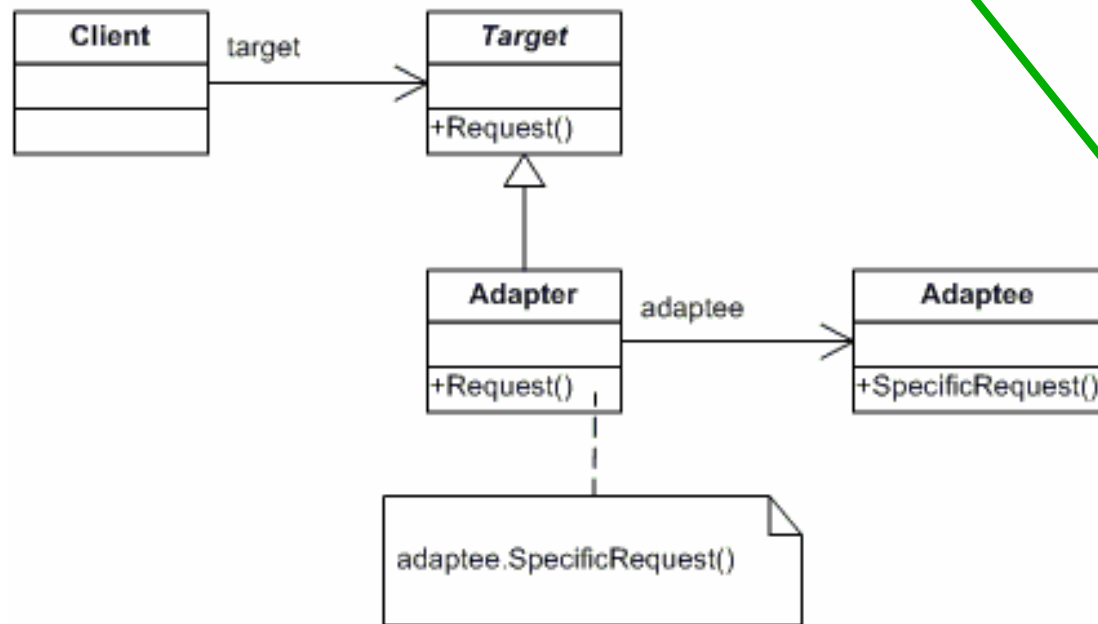 Client
target
Target
+Request()
Adapter
adaptee
Adaptee
+Request()
+SpecificRequest()
adaptee.SpecificRequest()